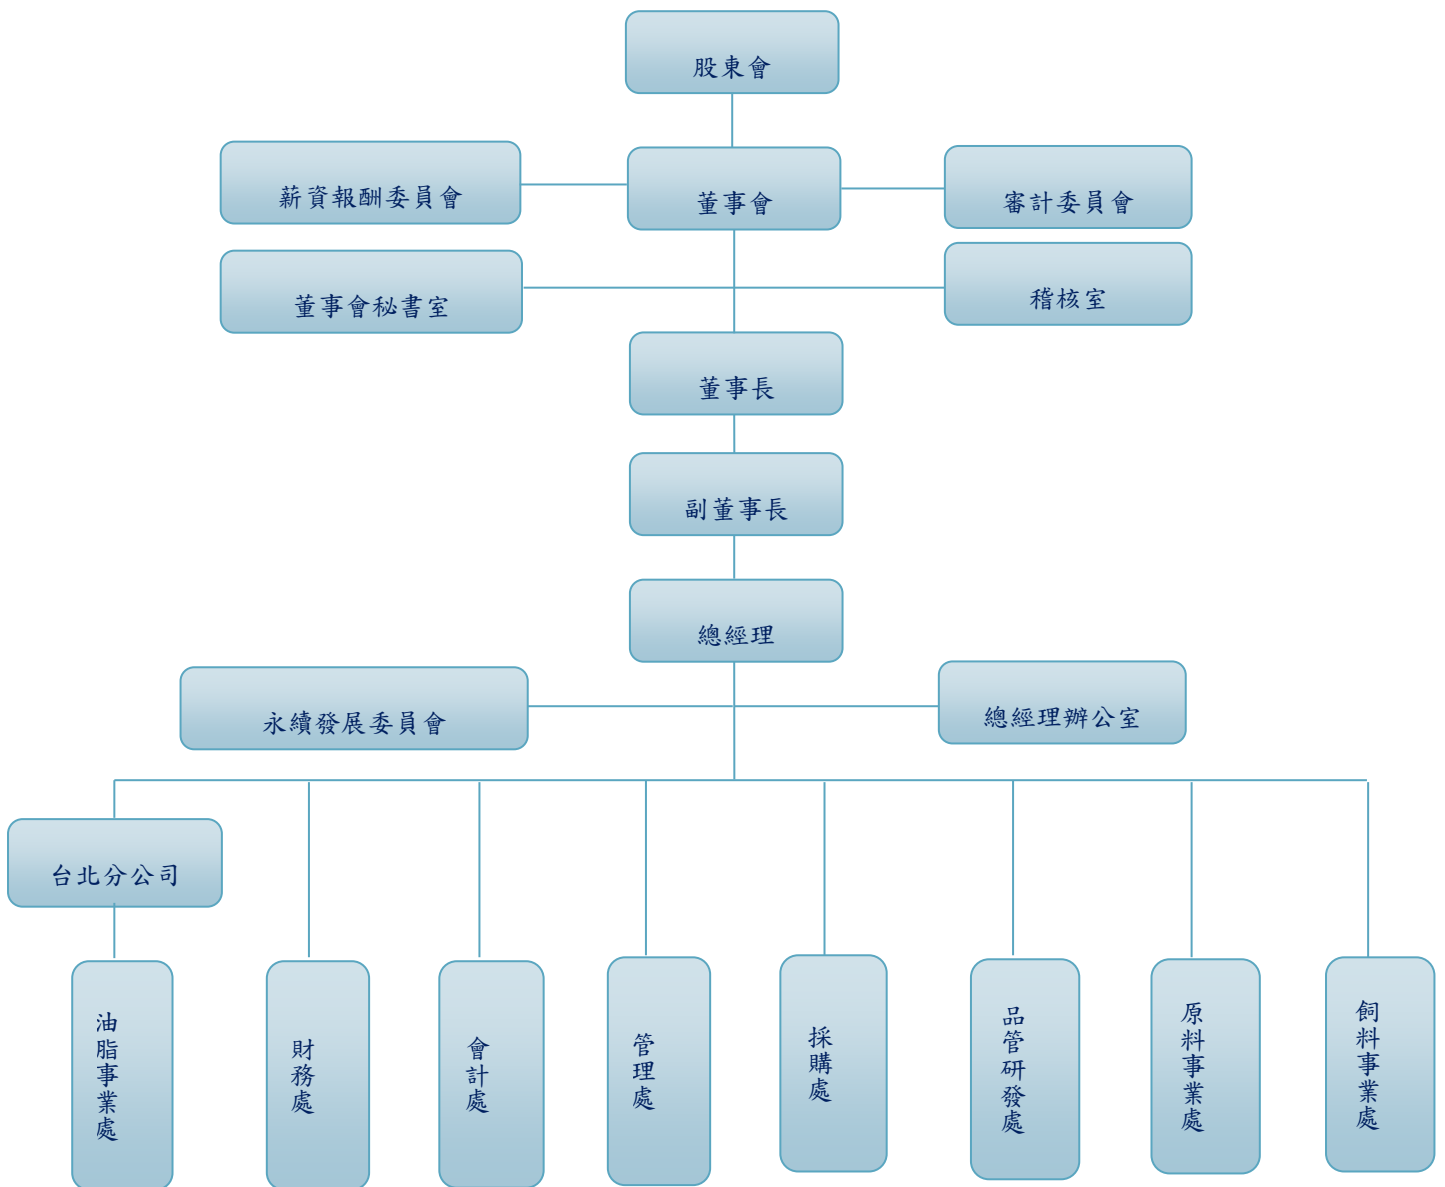 股東會
薪資報酬委員會
董事會
審計委員會
董事會秘書室
稽核室
董事長
副董事長
總經理
永續發展委員會
總經理辦公室
台北分公司
油脂事業處
財務處
會計處
管理處
採購處
品管研發處
原料事業處
飼料事業處